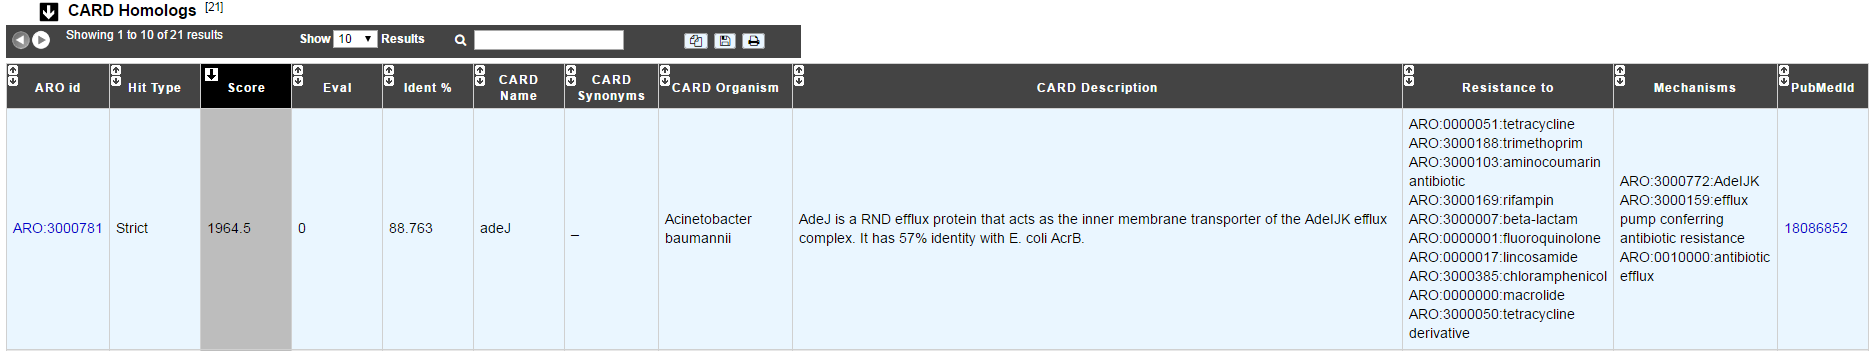 CARD Homologs [21]
Showing 1 to 10 of 21 results
Show 10 Results
ARO id
Hit Type
Score
Eval
Ident %
CARD
Name
CARD
Synonyms
CARD Organism
CARD Description
Resistance to
Mechanisms
PubMedId
ARO:3000781
Strict
1964.5
0
88.763
adeJ
_
Acinetobacter
baumannii
AdeJ is a RND efflux protein that acts as the inner membrane transporter of the AdeIJK efflux
complex. It has 57% identity with E. coli AcrB.
ARO:0000051:tetracycline
ARO:3000188:trimethoprim
ARO:3000103:aminocoumarin
antibiotic
ARO:3000169:rifampin
ARO:3000007:beta-lactam
ARO:0000001:fluoroquinolone
ARO:0000017:lincosamide
ARO:3000385:chloramphenicol
ARO:0000000:macrolide
ARO:3000050:tetracycline
derivative
ARO:3000772:AdeIJK
ARO:3000159:efflux
pump conferring
antibiotic resistance
ARO:0010000:antibiotic
efflux
18086852